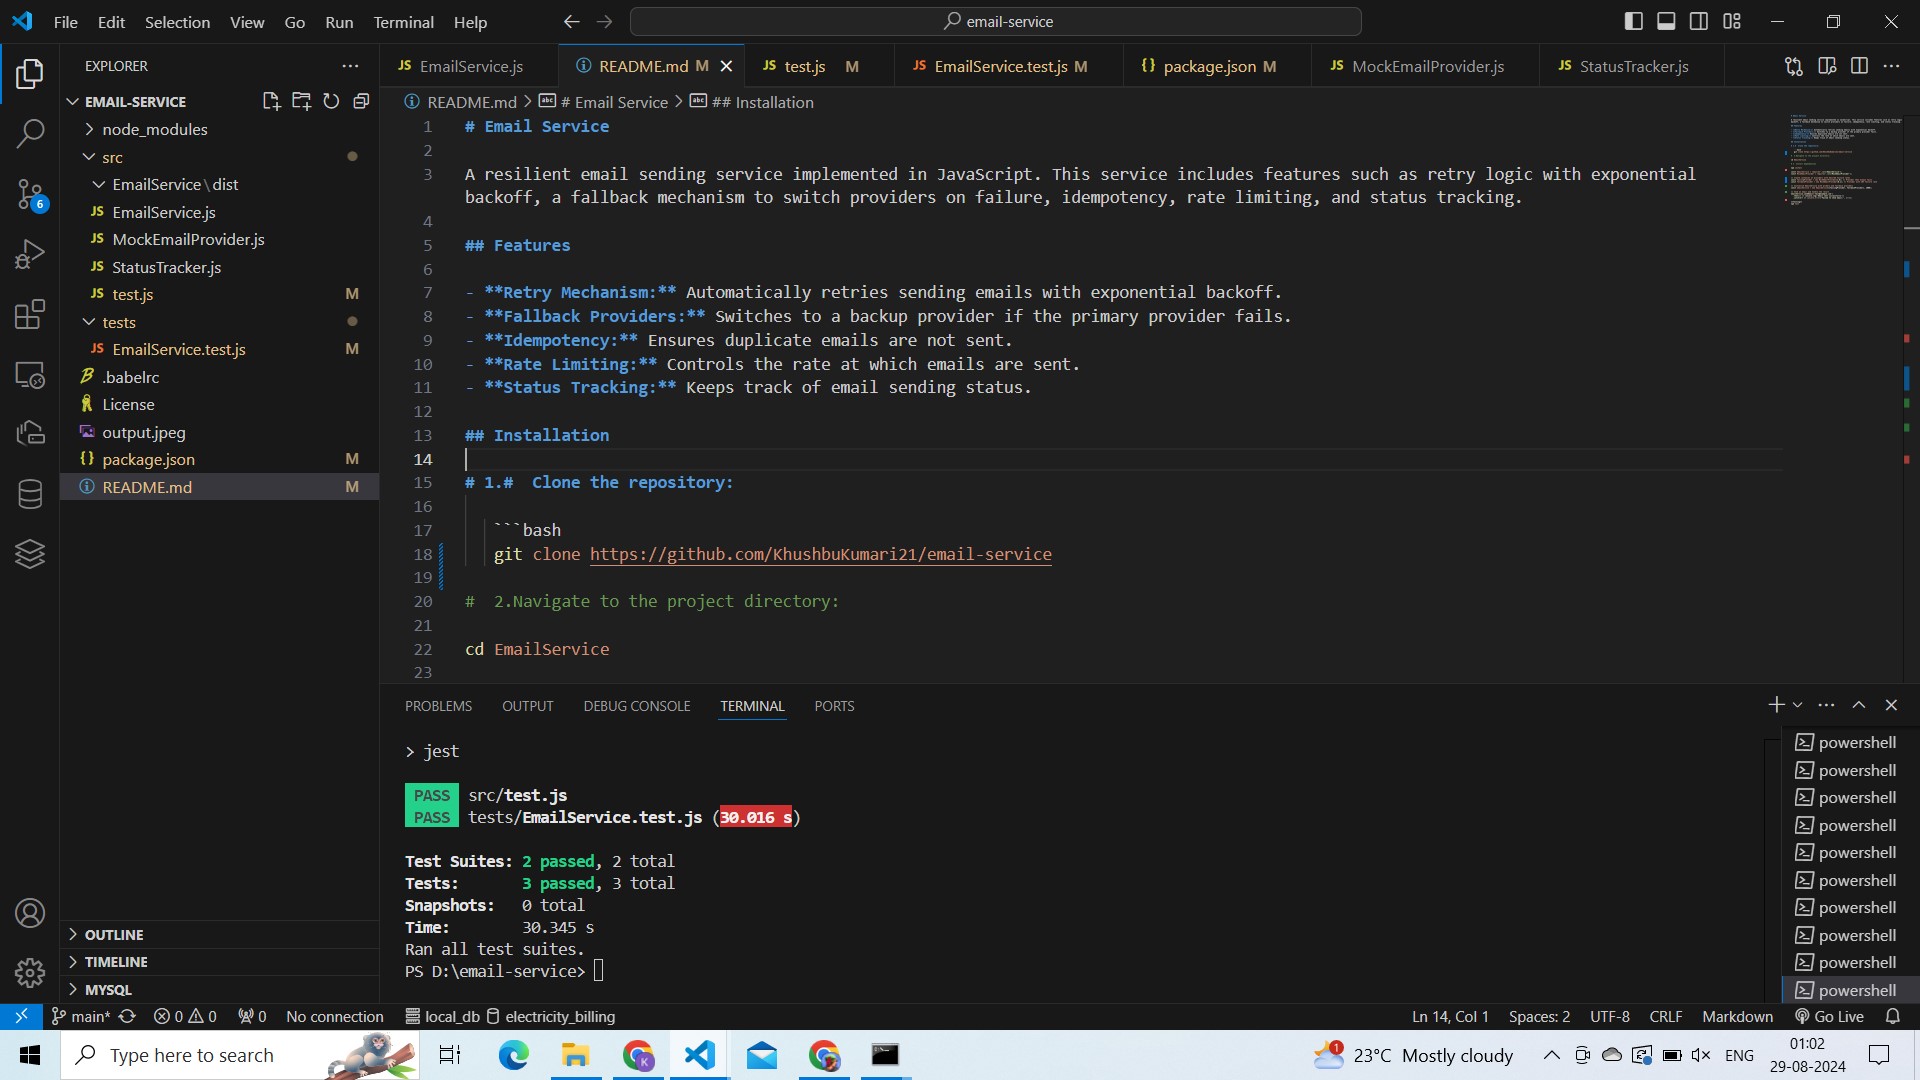 File Edit Selection View Go Run Terminal Help
email-service
EXPLORER
EMAIL-SERVICE
node_modules
src
EmailService\dist
JS EmailService.js
JS MockEmailProvider.js
JS StatusTracker.js
JS test.js M
tests
JS EmailService.test.js M
.babelrc
License
output.jpeg
{} package.json M
README.md M
OUTLINE
TIMELINE
MYSQL
6
JS EmailService.js
README.md M
JS test.js M
JS EmailService.test.js M
{} package.json M
JS MockEmailProvider.js
JS StatusTracker.js
README.md > # Email Service > ## Installation
1 # Email Service
2
3 A resilient email sending service implemented in JavaScript. This service includes features such as retry logic with exponential
backoff, a fallback mechanism to switch providers on failure, idempotency, rate limiting, and status tracking.
4
5 ## Features
6
7 - **Retry Mechanism:** Automatically retries sending emails with exponential backoff.
8 - **Fallback Providers:** Switches to a backup provider if the primary provider fails.
9 - **Idempotency:** Ensures duplicate emails are not sent.
10 - **Rate Limiting:** Controls the rate at which emails are sent.
11 - **Status Tracking:** Keeps track of email sending status.
12
13 ## Installation
14
15 # 1.#  Clone the repository:
16
17 ```bash
18 git clone https://github.com/KhushbuKumari21/email-service
19
20 #  2.Navigate to the project directory:
21
22 cd EmailService
23
PROBLEMS OUTPUT DEBUG CONSOLE TERMINAL PORTS
> jest
PASS src/test.js
PASS tests/EmailService.test.js (30.016 s)
Test Suites: 2 passed, 2 total
Tests: 3 passed, 3 total
Snapshots: 0 total
Time: 30.345 s
Ran all test suites.
PS D:\email-service>
powershell
powershell
powershell
powershell
powershell
powershell
powershell
powershell
powershell
powershell
main* 0 0 0 No connection local_db electricity_billing
Ln 14, Col 1 Spaces: 2 UTF-8 CRLF Markdown Go Live
Type here to search
K
1
23°C Mostly cloudy
ENG
01:02
29-08-2024